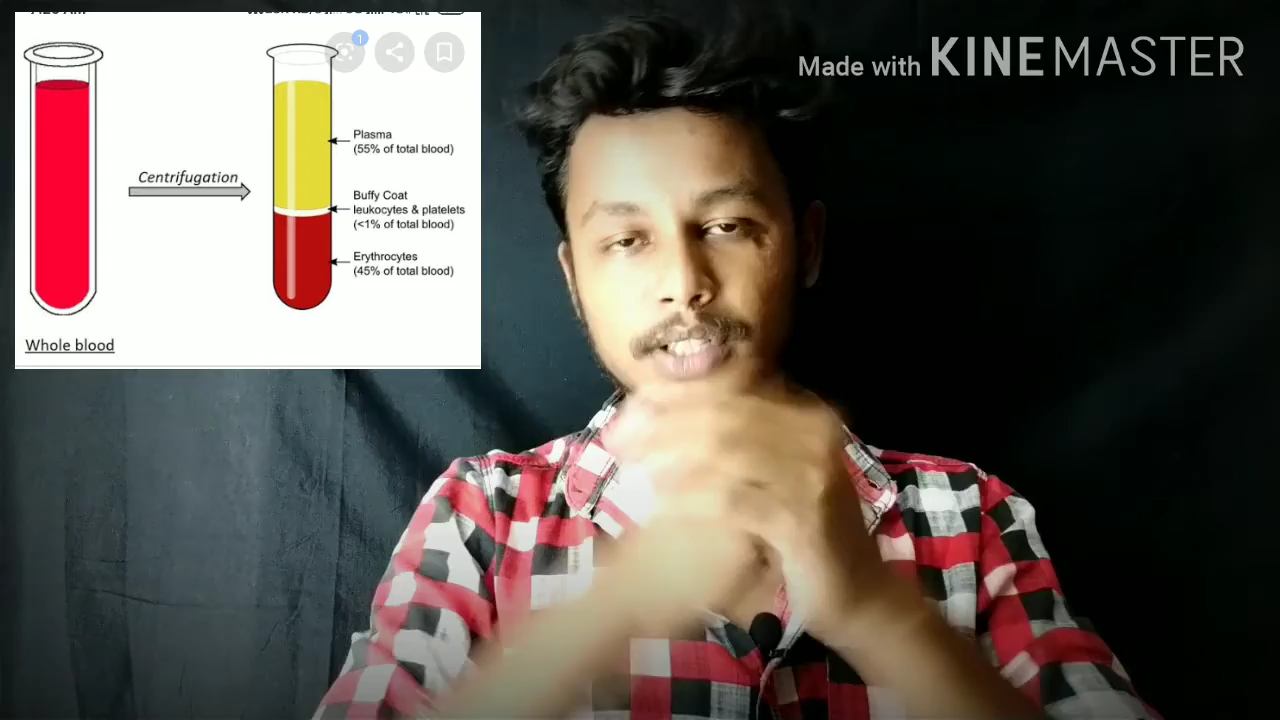 Made with KINEMASTER
1
Centrifugation
Plasma
(55% of total blood)
Buffy Coat
leukocytes & platelets
(<1% of total blood)
Erythrocytes
(45% of total blood)
Whole blood